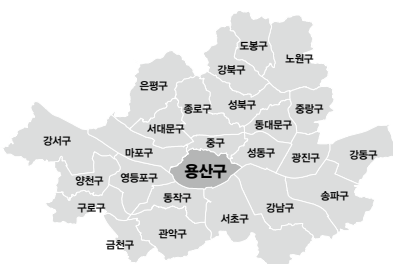 도봉구
노원구
강북구
은평구
종로구
성북구
중랑구
서대문구
동대문구
강서구
마포구
중구
성동구
광진구
강동구
용산구
양천구
영등포구
동작구
송파구
구로구
서초구
강남구
관악구
금천구